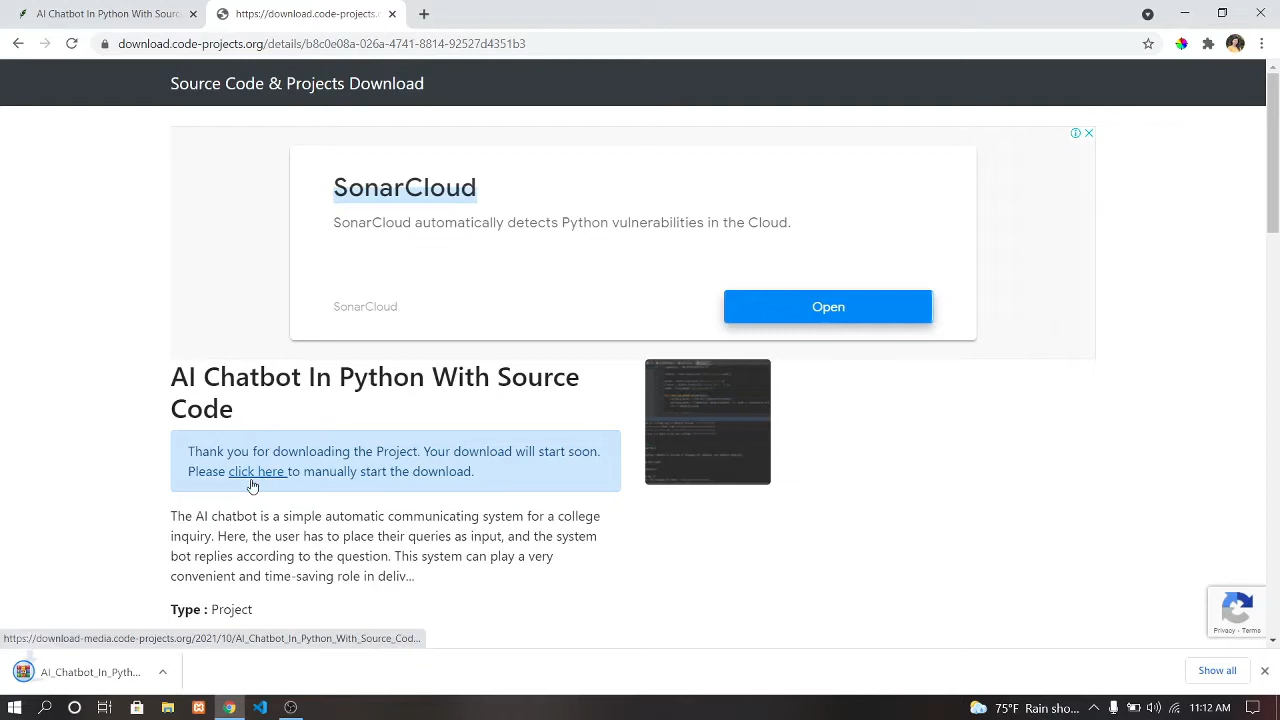 AI Chatbot In Python With Sourc
https://download.code-projects.
download.code-projects.org/details/b8c0e08a-026a-4741-8814-92527d4351b3
Source Code & Projects Download
SonarCloud
SonarCloud automatically detects Python vulnerabilities in the Cloud.
SonarCloud
Open
AI Chatbot In Python With Source
Code
Thank you for downloading the project. Your download will start soon.
Please click here to manually start the download.
The AI chatbot is a simple automatic communicating system for a college
inquiry. Here, the user has to place their queries as input, and the system
bot replies according to the question. This system can play a very
convenient and time-saving role in deliv...
Type : Project
Privacy - Terms
https://download-media.code-projects.org/2021/10/AI_Chatbot_In_Python_With_Source_Cod...
AI_Chatbot_In_Pyth...
Show all
75°F Rain sho...
11:12 AM